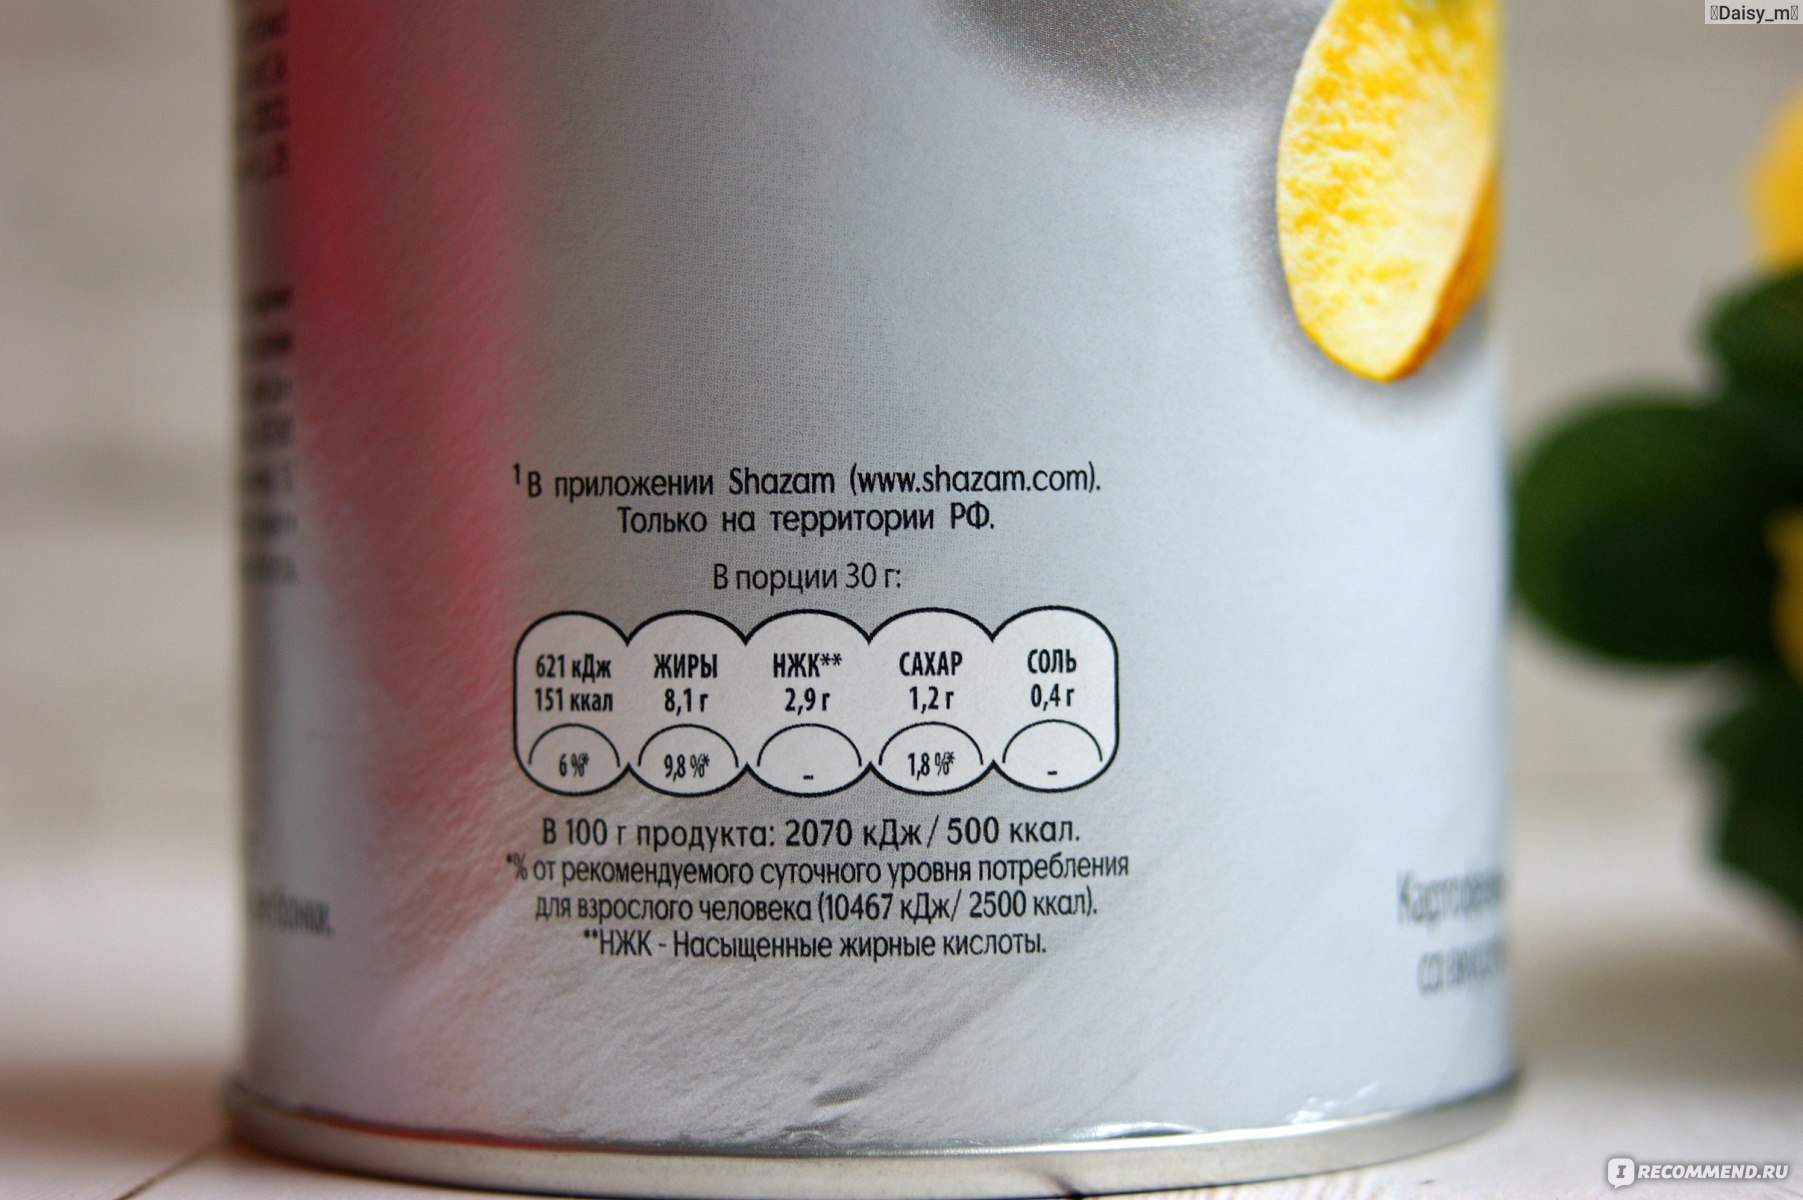 Daisy_m
¹В приложении Shazam (www.shazam.com).
Только на территории РФ.
В порции 30 г:
621 кДж ЖИРЫ НЖК** САХАР СОЛЬ
151 ккал 8,1 г 2,9 г 1,2 г 0,4 г
6%* 9,8%* – 1,8%* –
В 100 г продукта: 2070 кДж/ 500 ккал.
*% от рекомендуемого суточного уровня потребления
для взрослого человека (10467 кДж/ 2500 ккал).
**НЖК - Насыщенные жирные кислоты.
IRECOMMEND.RU